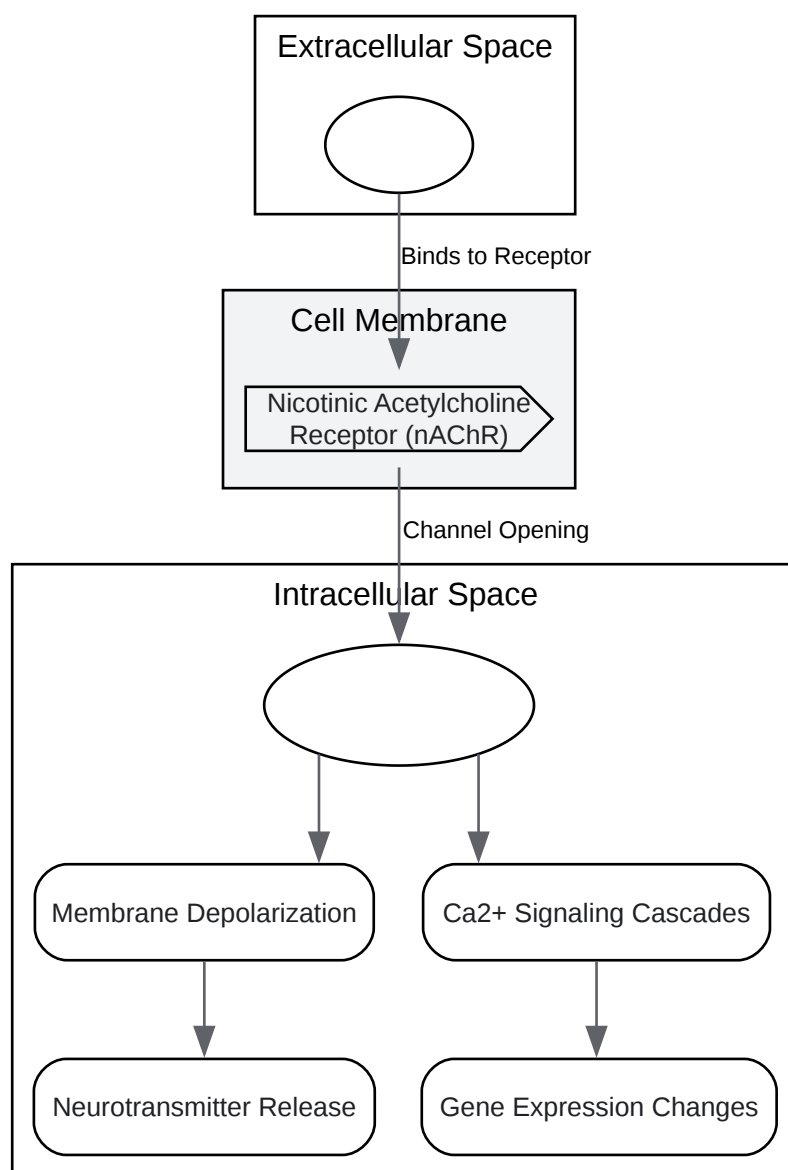 Extracellular Space
Binds to Receptor
Cell Membrane
Nicotinic Acetylcholine
Receptor (nAChR)
Channel Opening
Intracellular Space
Membrane Depolarization
Ca2+ Signaling Cascades
Neurotransmitter Release
Gene Expression Changes